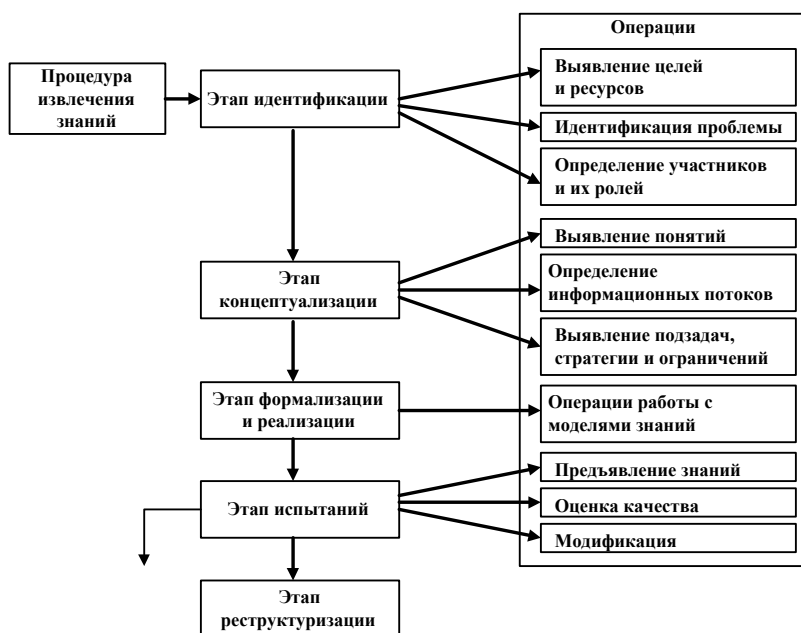 Операции
Процедура
извлечения
знаний
Этап идентификации
Выявление целей
и ресурсов
Идентификация проблемы
Определение участников
и их ролей
Этап
концептуализации
Выявление понятий
Определение
информационных потоков
Выявление подзадач,
стратегии и ограничений
Этап формализации
и реализации
Операции работы с
моделями знаний
Этап испытаний
Предъявление знаний
Оценка качества
Модификация
Этап
реструктуризации